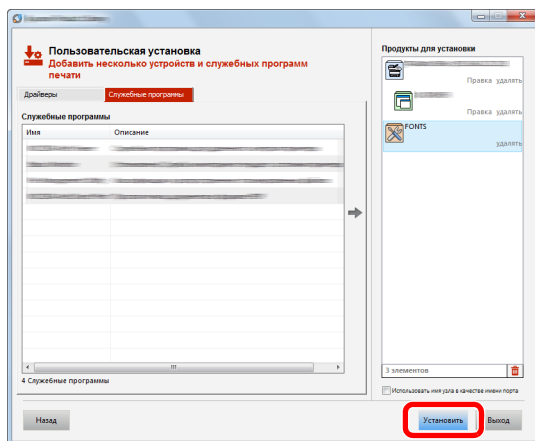 Пользовательская установка
Добавить несколько устройств и служебных программ
печати
Драйверы
Служебные программы
Служебные программы
Имя
Описание
4 Служебные программы
Продукты для установки
Правка удалять
Правка удалять
FONTS
удалять
3 элементов
Использовать имя узла в качестве имени порта
Назад
Установить
Выход